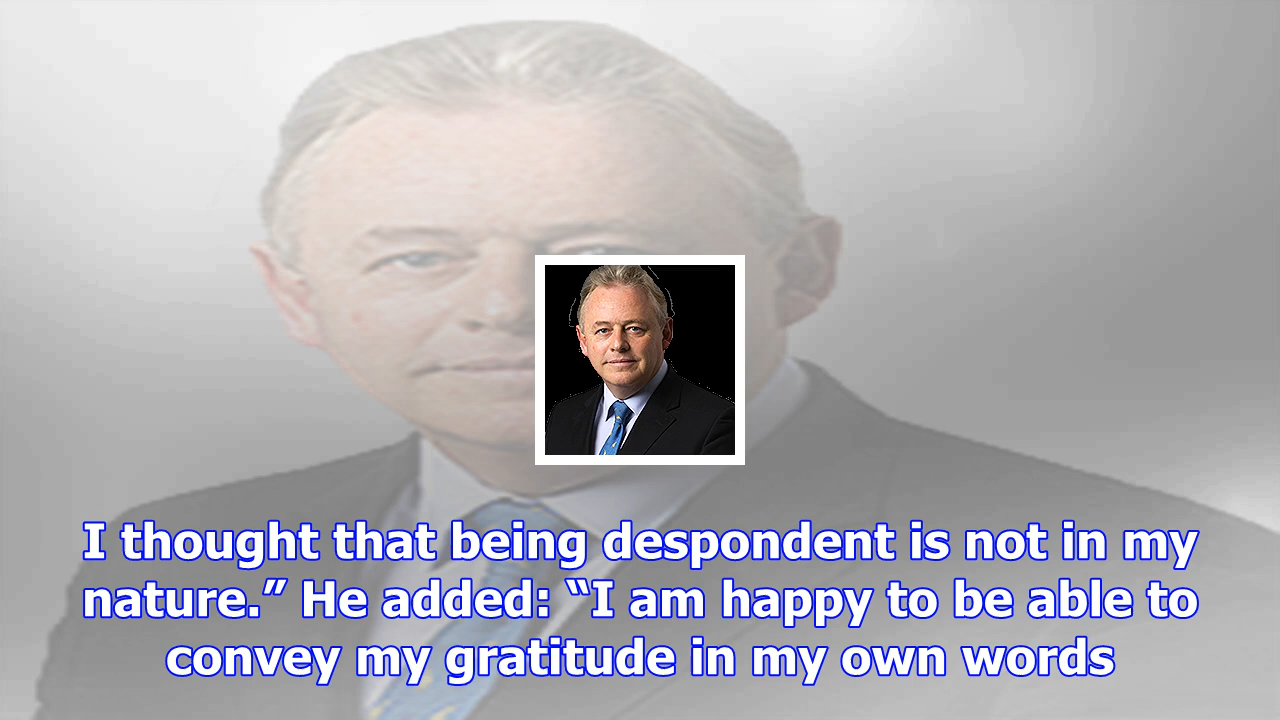 I thought that being despondent is not in my
nature.” He added: “I am happy to be able to
convey my gratitude in my own words